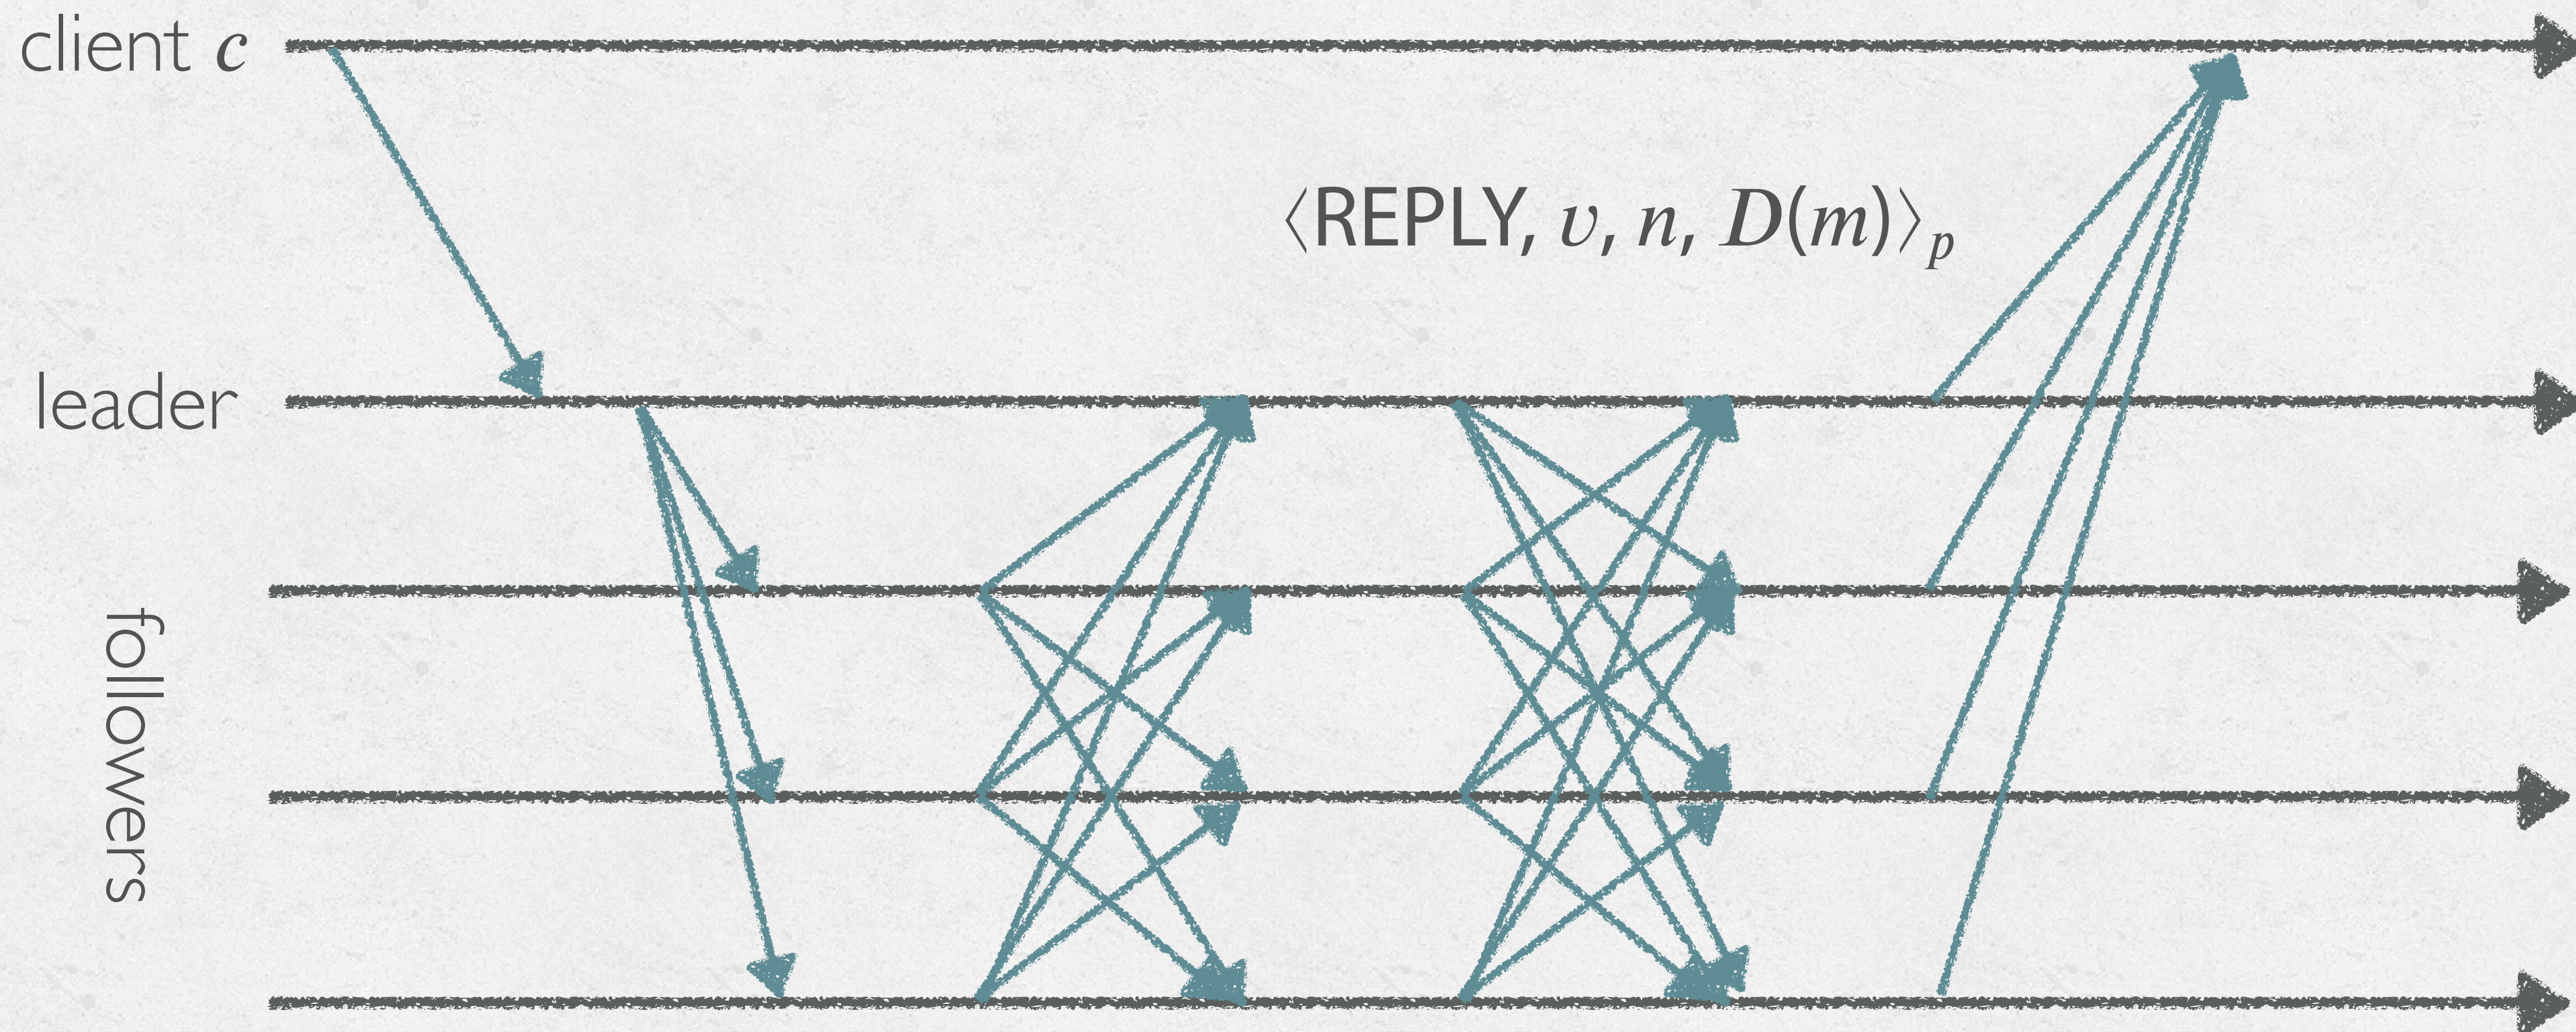 client c
⟨REPLY, v, n, D(m)⟩ₚ
leader
followers